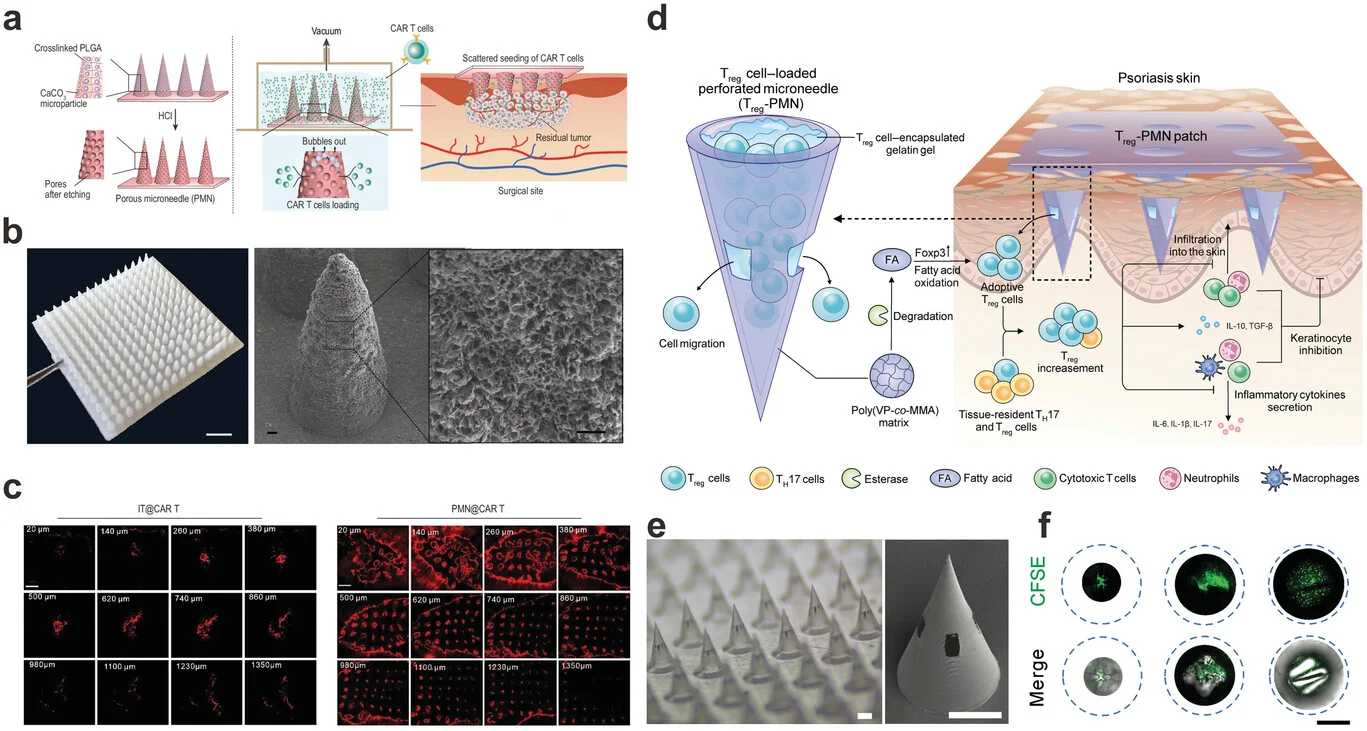 a
Crosslinked PLGA
CaCO3
microparticle
HCl
Pores
after etching
Porous microneedle (PMN)
Vacuum
CAR T cells
Bubbles out
CAR T cells loading
Scattered seeding of CAR T cells
Residual tumor
Surgical site
b
c
IT@CAR T
20 μm
140 μm
260 μm
380 μm
500 μm
620 μm
740 μm
860 μm
980μm
1100 μm
1230μm
1350μm
PMN@CAR T
20 μm
140 μm
260 μm
380 μm
500 μm
620 μm
740 μm
860 μm
980μm
1100 μm
1230μm
1350μm
d
Treg cell–loaded
perforated microneedle
(Treg-PMN)
Treg cell–encapsulated
gelatin gel
Cell migration
FA
Foxp3↑
Fatty acid
oxidation
Degradation
Poly(VP-co-MMA)
matrix
Psoriasis skin
Treg-PMN patch
Adoptive
Treg cells
Treg
increasement
Tissue-resident TH17
and Treg cells
Infiltration
into the skin
IL-10, TGF-β
Keratinocyte
inhibition
Inflammatory cytokines
secretion
IL-6, IL-1β, IL-17
Treg cells
TH17 cells
Esterase
FA
Fatty acid
Cytotoxic T cells
Neutrophils
Macrophages
e
f
CFSE
Merge